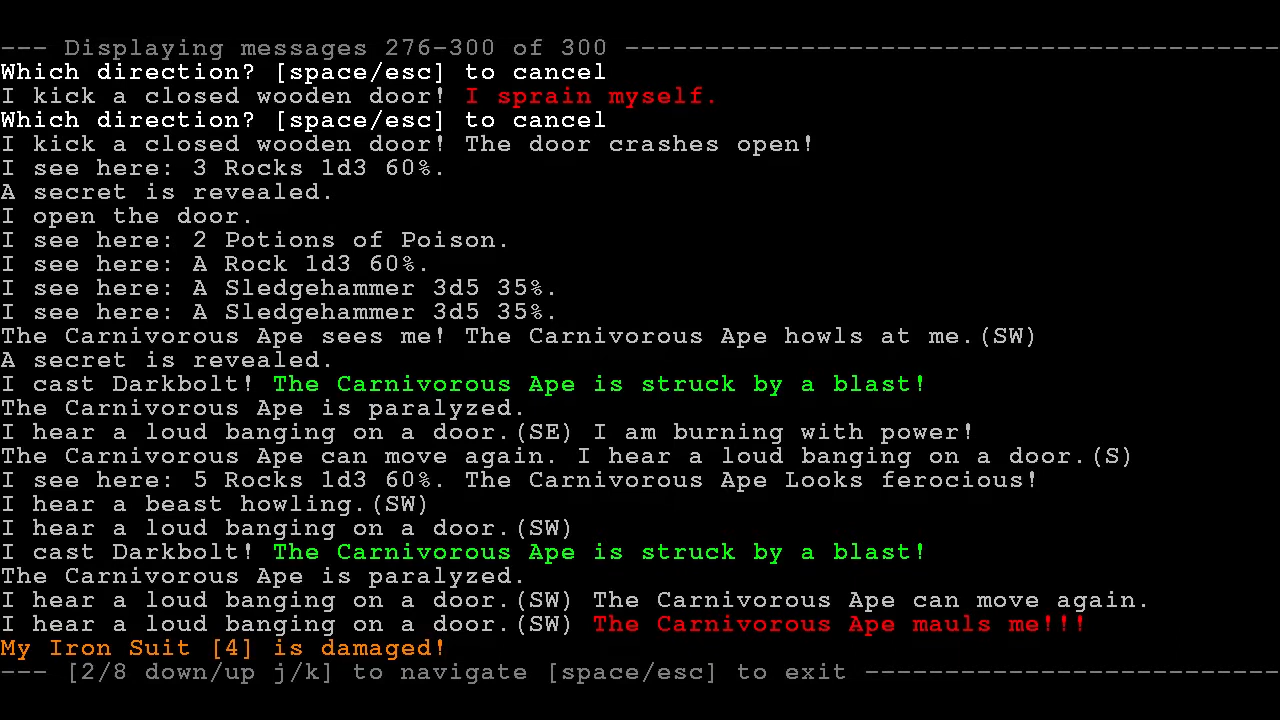 --- Displaying messages 276-300 of 300 -----------------------------------------
Which direction? [space/esc] to cancel
I kick a closed wooden door! I sprain myself.
Which direction? [space/esc] to cancel
I kick a closed wooden door! The door crashes open!
I see here: 3 Rocks 1d3 60%.
A secret is revealed.
I open the door.
I see here: 2 Potions of Poison.
I see here: A Rock 1d3 60%.
I see here: A Sledgehammer 3d5 35%.
I see here: A Sledgehammer 3d5 35%.
The Carnivorous Ape sees me! The Carnivorous Ape howls at me.(SW)
A secret is revealed.
I cast Darkbolt! The Carnivorous Ape is struck by a blast!
The Carnivorous Ape is paralyzed.
I hear a loud banging on a door.(SE) I am burning with power!
The Carnivorous Ape can move again. I hear a loud banging on a door.(S)
I see here: 5 Rocks 1d3 60%. The Carnivorous Ape Looks ferocious!
I hear a beast howling.(SW)
I hear a loud banging on a door.(SW)
I cast Darkbolt! The Carnivorous Ape is struck by a blast!
The Carnivorous Ape is paralyzed.
I hear a loud banging on a door.(SW) The Carnivorous Ape can move again.
I hear a loud banging on a door.(SW) The Carnivorous Ape mauls me!!!
My Iron Suit [4] is damaged!
--- [2/8 down/up j/k] to navigate [space/esc] to exit --------------------------